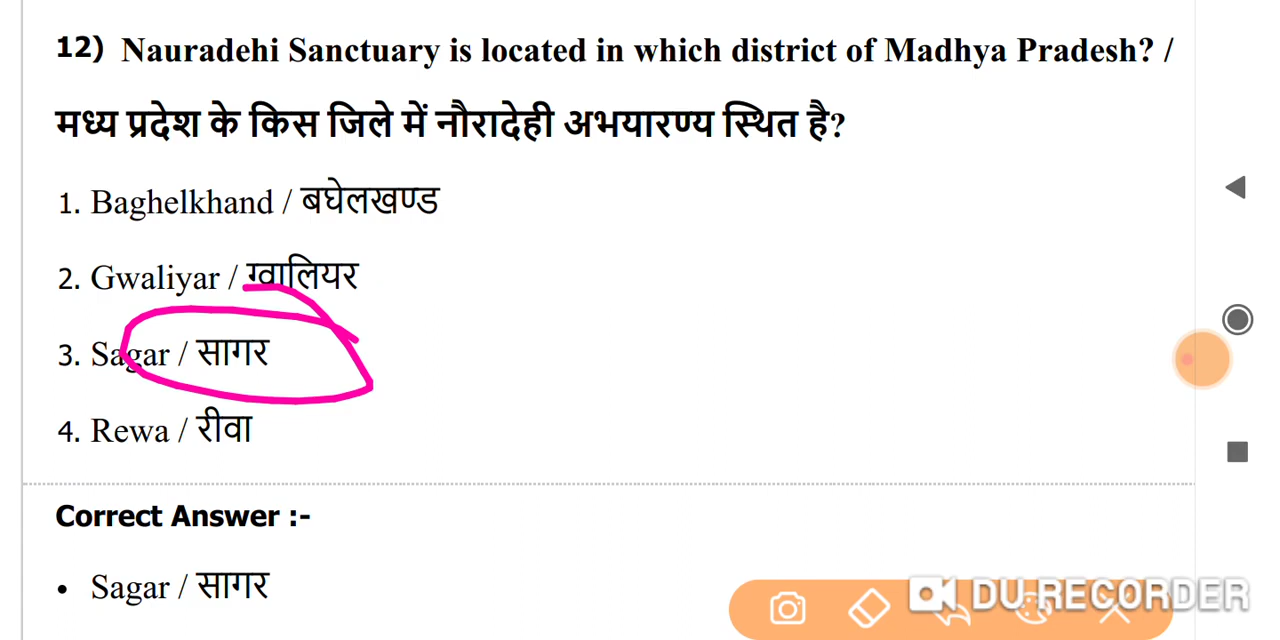 12) Nauradehi Sanctuary is located in which district of Madhya Pradesh? /
मध्य प्रदेश के किस जिले में नौरादेही अभयारण्य स्थित है?
1. Baghelkhand / बघेलखण्ड
2. Gwaliyar / ग्वालियर
3. Sagar / सागर
4. Rewa / रीवा
Correct Answer :-
• Sagar / सागर
DU RECORDER